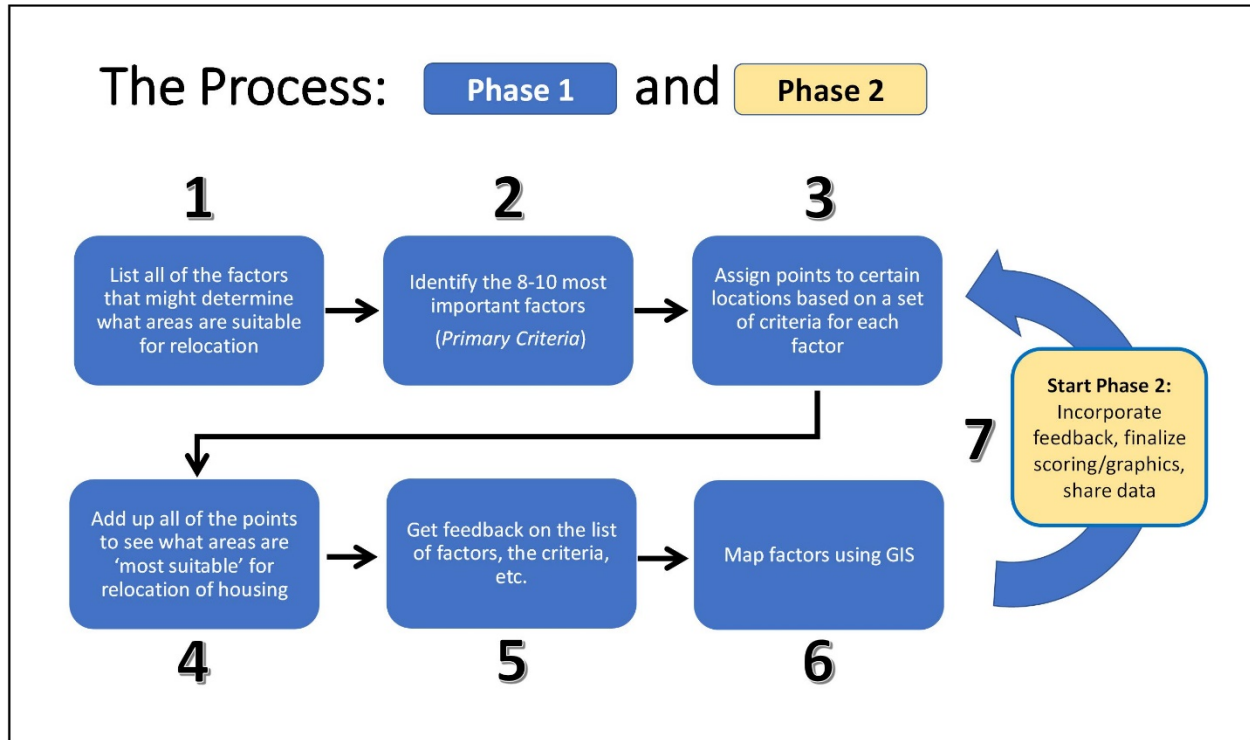 The Process: Phase 1 and Phase 2
1
2
3
List all of the factors
that might determine
what areas are suitable
for relocation
Identify the 8-10 most
important factors
(Primary Criteria)
Assign points to certain
locations based on a set
of criteria for each
factor
Start Phase 2:
Incorporate
feedback, finalize
scoring/graphics,
share data
7
Add up all of the points
to see what areas are
‘most suitable’ for
relocation of housing
Get feedback on the list
of factors, the criteria,
etc.
Map factors using GIS
4
5
6